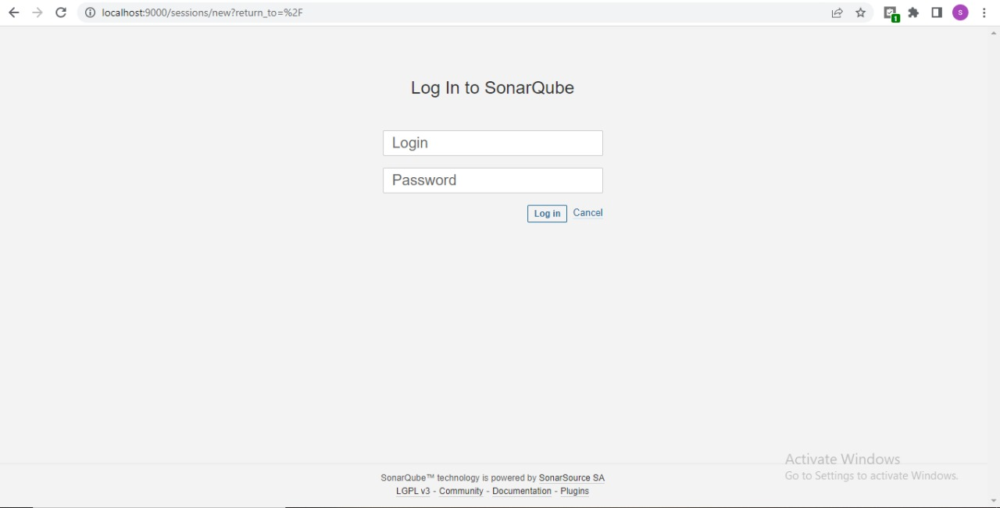 localhost:9000/sessions/new?return_to=%2F
1
S
Log In to SonarQube
Login
Password
Log in Cancel
Activate Windows
Go to Settings to activate Windows.
SonarQube™ technology is powered by SonarSource SA
LGPL v3 - Community - Documentation - Plugins